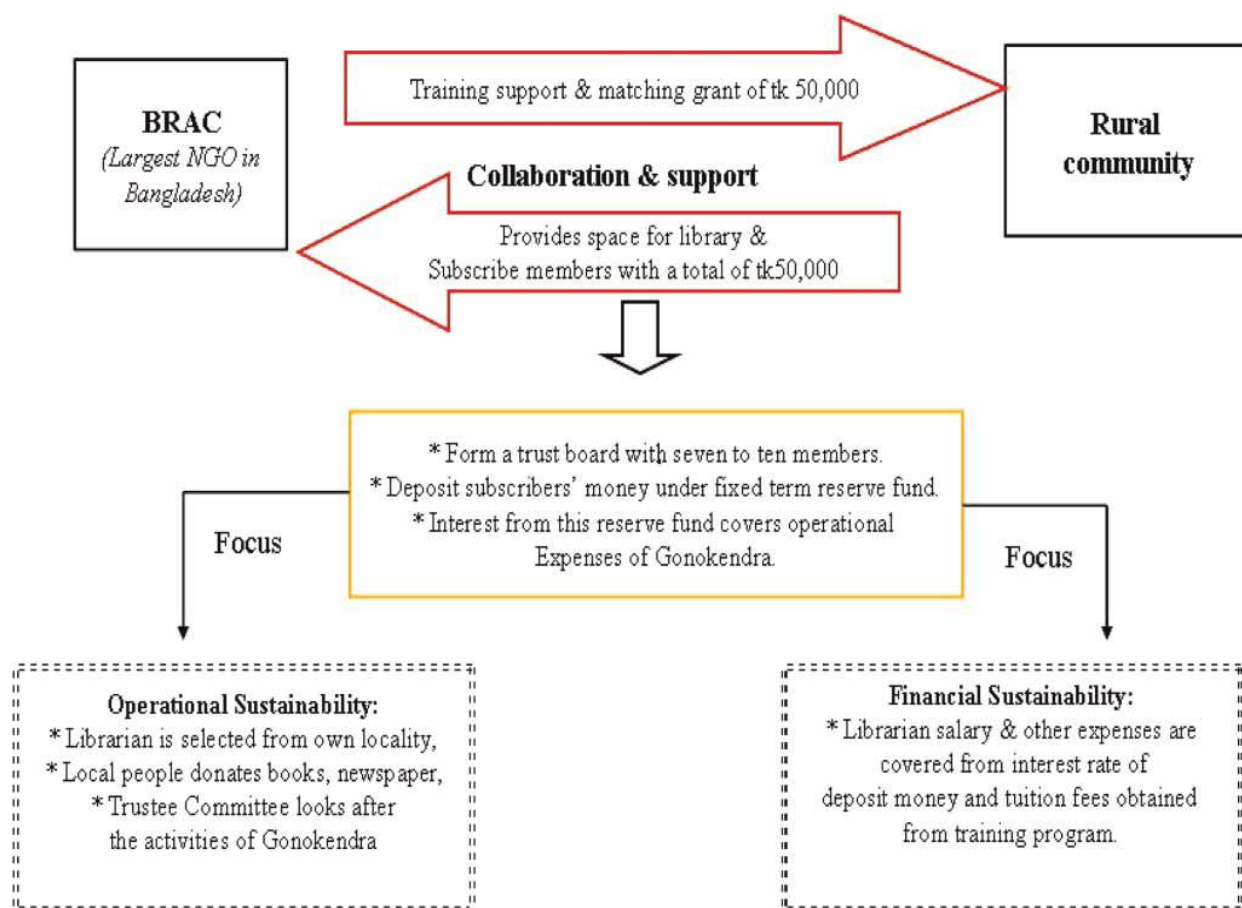 BRAC
(Largest NGO in
Bangladesh)
Training support & matching grant of tk 50,000
Rural
community
Collaboration & support
Provides space for library &
Subscribe members with a total of tk50,000
* Form a trust board with seven to ten members.
* Deposit subscribers' money under fixed term reserve fund.
* Interest from this reserve fund covers operational
Expenses of Gonokendra.
Focus
Focus
Operational Sustainability:
* Librarian is selected from own locality,
* Local people donates books, newspaper,
* Trustee Committee looks after
the activities of Gonokendra
Financial Sustainability:
* Librarian salary & other expenses are
covered from interest rate of
deposit money and tuition fees obtained
from training program.